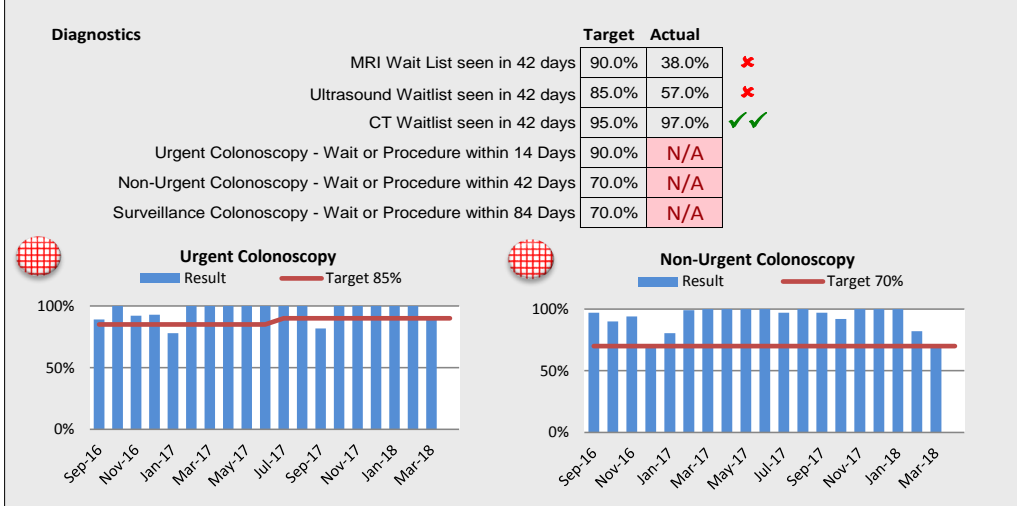 Diagnostics Target Actual
MRI Wait List seen in 42 days 90.0% 38.0% ✘
Ultrasound Waitlist seen in 42 days 85.0% 57.0% ✘
CT Waitlist seen in 42 days 95.0% 97.0% ✓✓
Urgent Colonoscopy - Wait or Procedure within 14 Days 90.0% N/A
Non-Urgent Colonoscopy - Wait or Procedure within 42 Days 70.0% N/A
Surveillance Colonoscopy - Wait or Procedure within 84 Days 70.0% N/A
Urgent Colonoscopy
Result Target 85%
100%
50%
0%
Sep-16 Nov-16 Jan-17 Mar-17 May-17 Jul-17 Sep-17 Nov-17 Jan-18 Mar-18
Non-Urgent Colonoscopy
Result Target 70%
100%
50%
0%
Sep-16 Nov-16 Jan-17 Mar-17 May-17 Jul-17 Sep-17 Nov-17 Jan-18 Mar-18